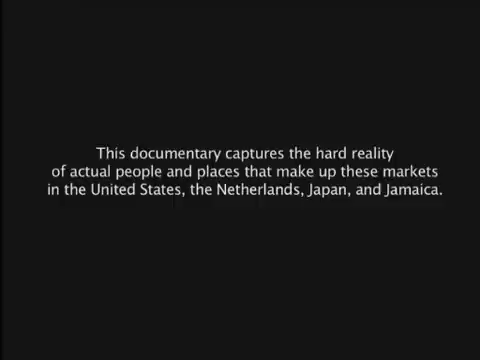 This documentary captures the hard reality
of actual people and places that make up these markets
in the United States, the Netherlands, Japan, and Jamaica.